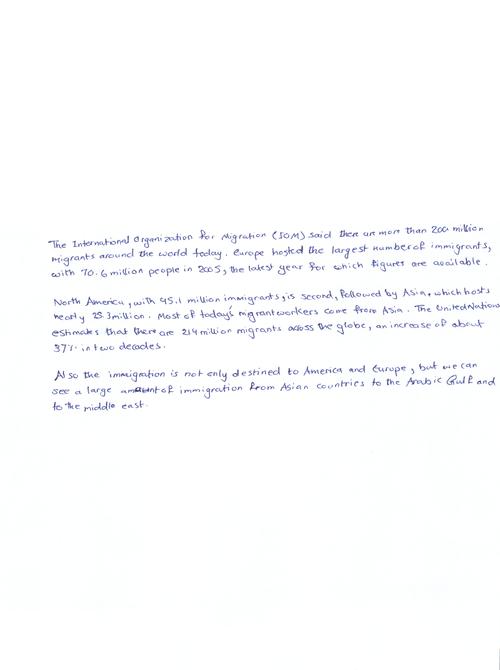 The International Organization for Migration (IOM) said there are more than 200 million
migrants around the world today. Europe hosted the largest number of immigrants,
with 70.6 million people in 2005, the latest year for which figures are available.
North America, with 45.1 million immigrants, is second, followed by Asia, which hosts
nearly 25.3 million. Most of today's migrant workers come from Asia. The United Nations
estimates that there are 214 million migrants across the globe, an increase of about
37% in two decades.
Also the immigration is not only destined to America and Europe, but we can
see a large amount of immigration from Asian countries to the Arabic Gulf and
to the middle east.